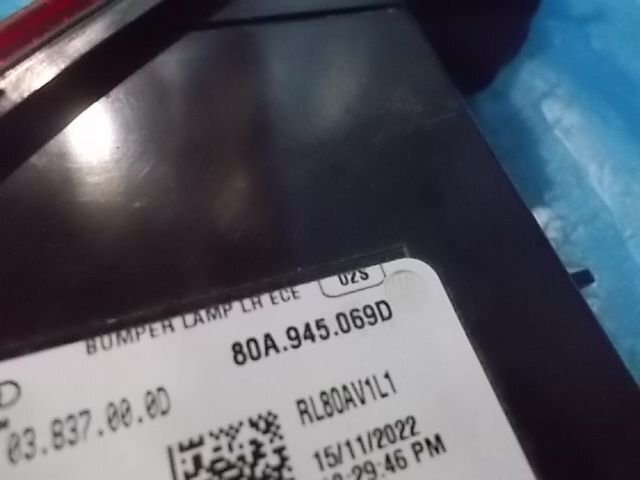 BUMPER LAMP LH ECE 02S
80A.945.069D
03.837.00.0D
RL80AV1L1
15/11/2022
:29:46 PM